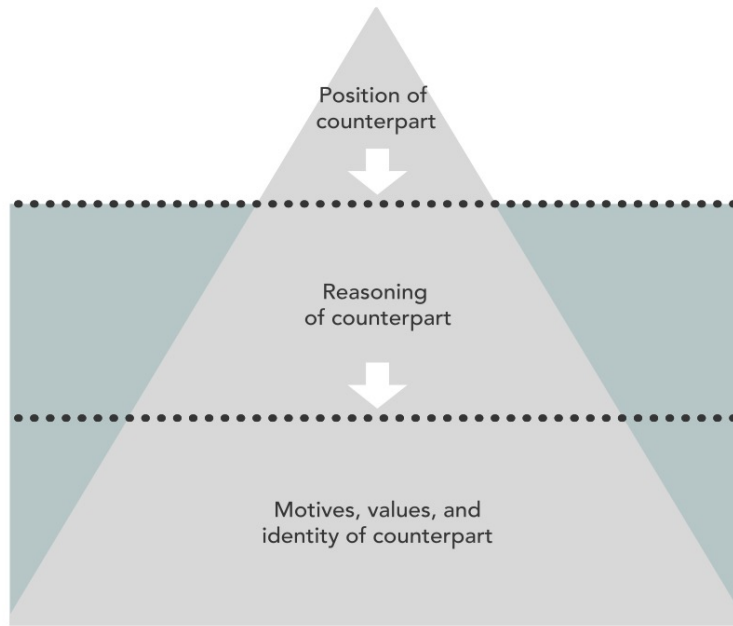 Position of
counterpart
Reasoning
of counterpart
Motives, values, and
identity of counterpart